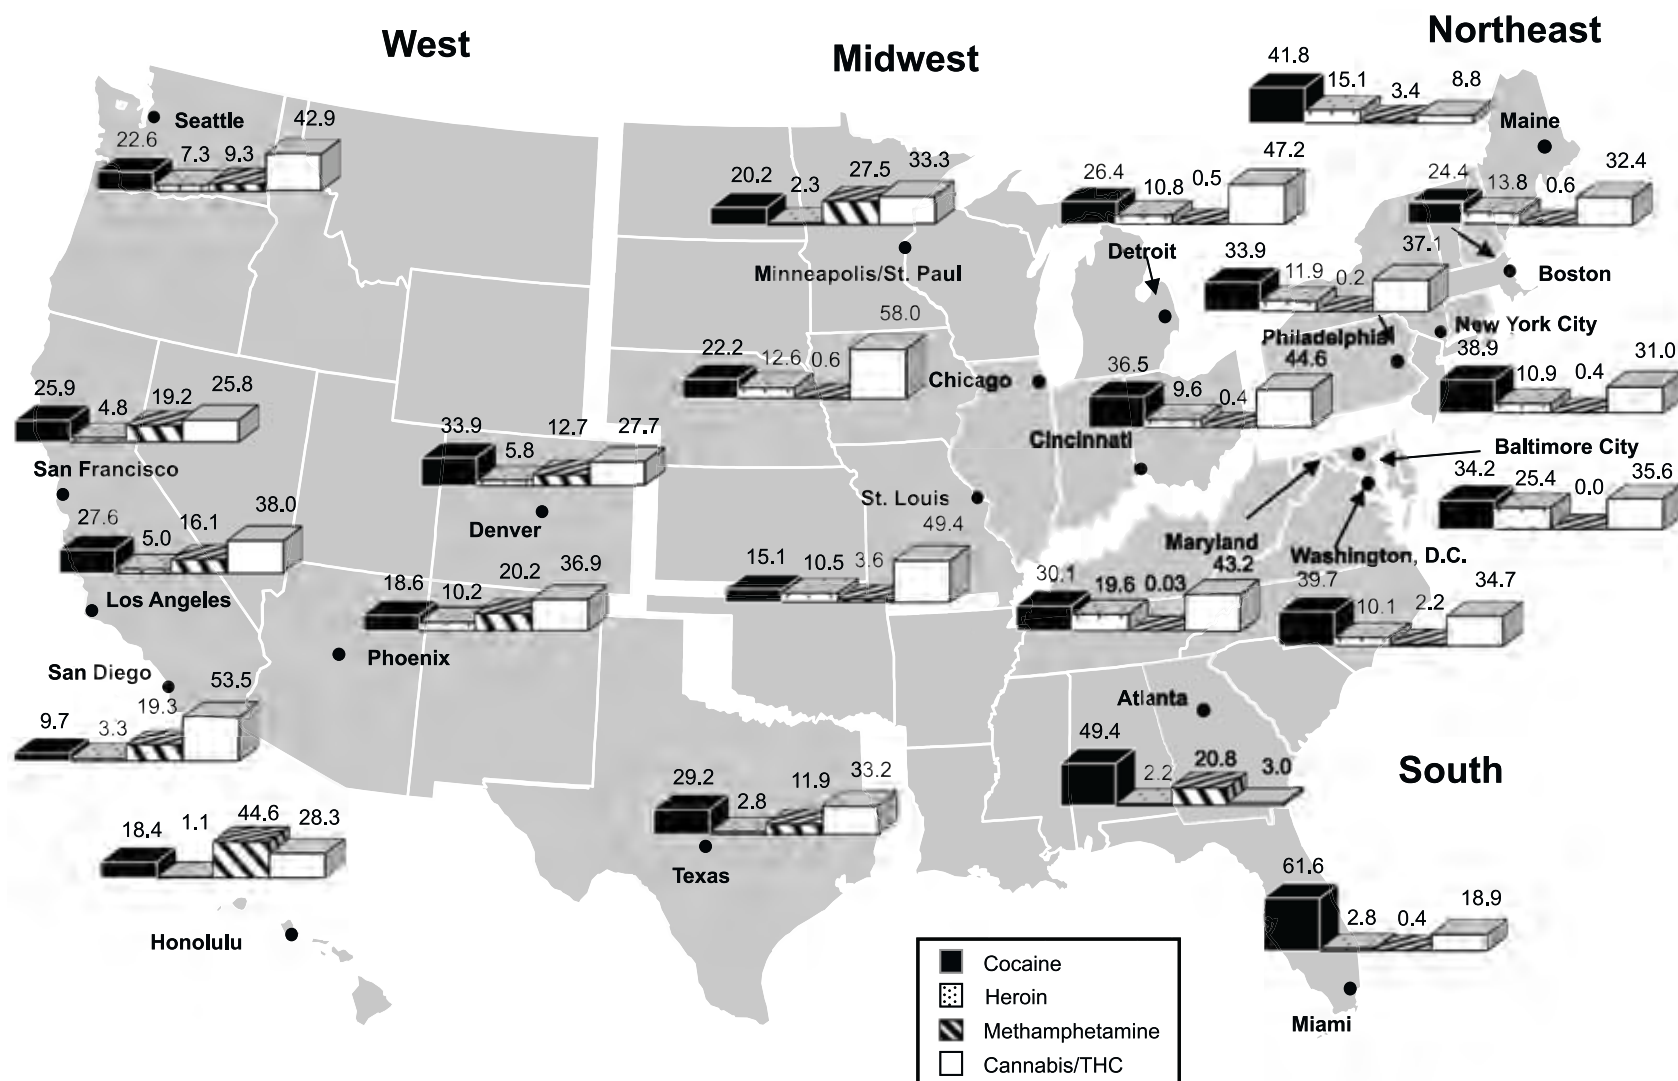 West
Midwest
Northeast
41.8 15.1 3.4 8.8
Maine
Seattle
22.6 7.3 9.3 42.9
20.2 2.3 27.5 33.3
Minneapolis/St. Paul
26.4 10.8 0.5 47.2
Detroit
24.4 13.8 0.6 32.4
Boston
33.9 11.9 0.2 37.1
Philadelphia
New York City
38.9 10.9 0.4 31.0
22.2 12.6 0.6 58.0
Chicago
36.5 9.6 0.4 44.6
Cincinnati
25.9 4.8 19.2 25.8
San Francisco
33.9 5.8 12.7 27.7
Denver
Baltimore City
34.2 25.4 0.0 35.6
St. Louis
15.1 10.5 3.6 49.4
27.6 5.0 16.1 38.0
Los Angeles
18.6 10.2 20.2 36.9
Phoenix
Maryland
30.1 19.6 0.03 43.2
Washington, D.C.
39.7 10.1 2.2 34.7
San Diego
9.7 3.3 19.3 53.5
Atlanta
49.4 2.2 20.8 3.0
South
29.2 2.8 11.9 33.2
Texas
18.4 1.1 44.6 28.3
Honolulu
61.6 2.8 0.4 18.9
Miami
Cocaine
Heroin
Methamphetamine
Cannabis/THC